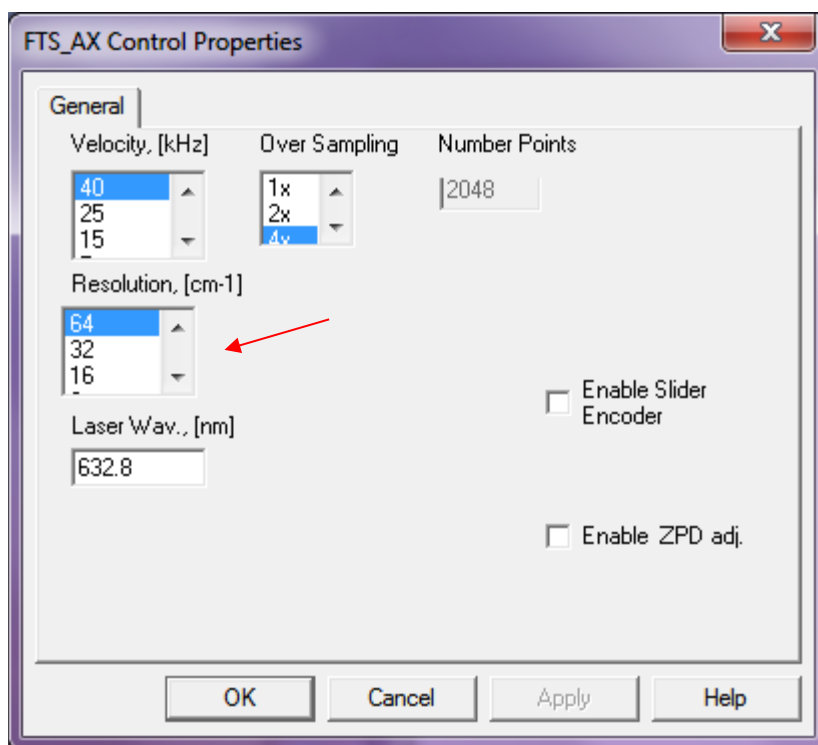 FTS_AX Control Properties
General
Velocity, [kHz]
Over Sampling
Number Points
40
25
15
1x
2x
4x
2048
Resolution, [cm-1]
64
32
16
Enable Slider
Encoder
Laser Wav., [nm]
632.8
Enable ZPD adj.
OK
Cancel
Apply
Help